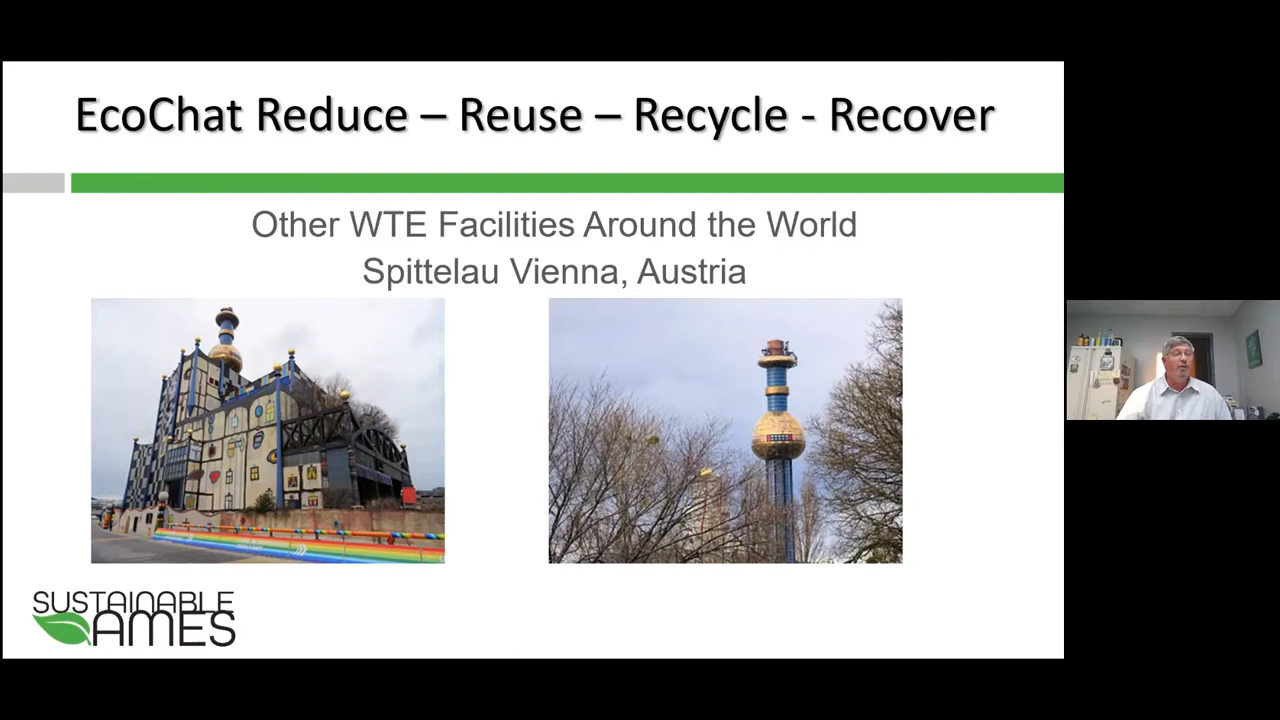 EcoChat Reduce – Reuse – Recycle - Recover
Other WTE Facilities Around the World
Spittelau Vienna, Austria
SUSTAINABLE
AMES